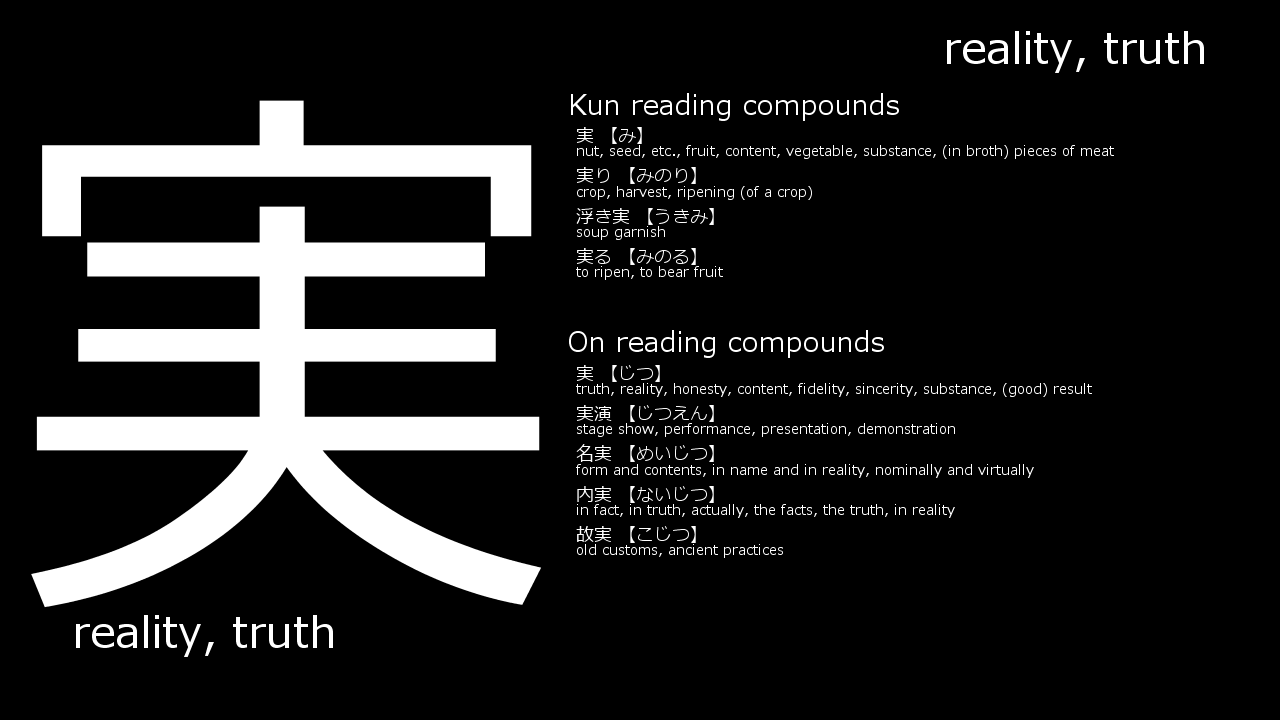 reality, truth
実
Kun reading compounds
実 【み】
nut, seed, etc., fruit, content, vegetable, substance, (in broth) pieces of meat
実り 【みのり】
crop, harvest, ripening (of a crop)
浮き実 【うきみ】
soup garnish
実る 【みのる】
to ripen, to bear fruit
On reading compounds
実 【じつ】
truth, reality, honesty, content, fidelity, sincerity, substance, (good) result
実演 【じつえん】
stage show, performance, presentation, demonstration
名実 【めいじつ】
form and contents, in name and in reality, nominally and virtually
内実 【ないじつ】
in fact, in truth, actually, the facts, the truth, in reality
故実 【こじつ】
old customs, ancient practices
reality, truth